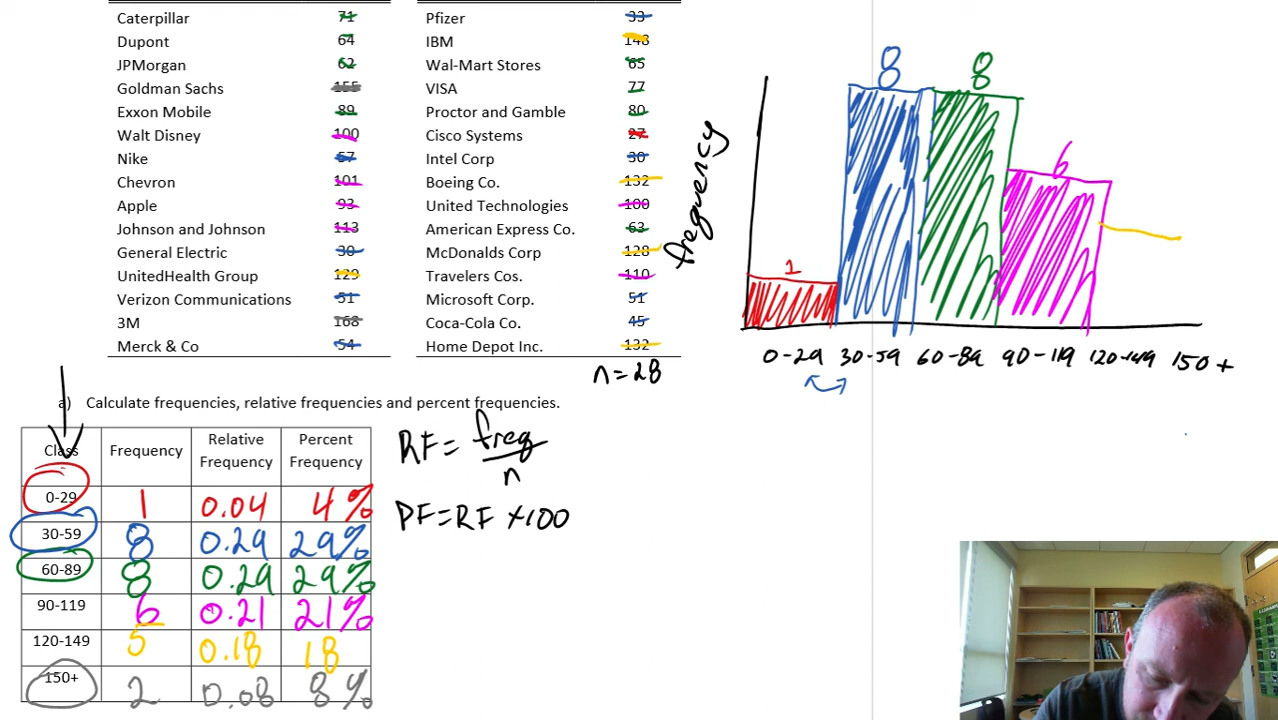 Caterpillar 71
Dupont 64
JPMorgan 62
Goldman Sachs 155
Exxon Mobile 89
Walt Disney 100
Nike 57
Chevron 101
Apple 93
Johnson and Johnson 113
General Electric 30
UnitedHealth Group 129
Verizon Communications 51
3M 168
Merck & Co 54
Pfizer 33
IBM 148
Wal-Mart Stores 65
VISA 77
Proctor and Gamble 80
Cisco Systems 27
Intel Corp 30
Boeing Co. 132
United Technologies 100
American Express Co. 63
McDonalds Corp 128
Travelers Cos. 110
Microsoft Corp. 51
Coca-Cola Co. 45
Home Depot Inc. 132
n=28
a) Calculate frequencies, relative frequencies and percent frequencies.
Class Frequency Relative Frequency Percent Frequency
0-29 1 0.04 4%
30-59 8 0.29 29%
60-89 8 0.29 29%
90-119 6 0.21 21%
120-149 5 0.18 18
150+ 2 0.08 8%
RF = freq
n
PF = RF ×100
frequency
1 8 8 6
0-29 30-59 60-89 90-119 120-149 150+